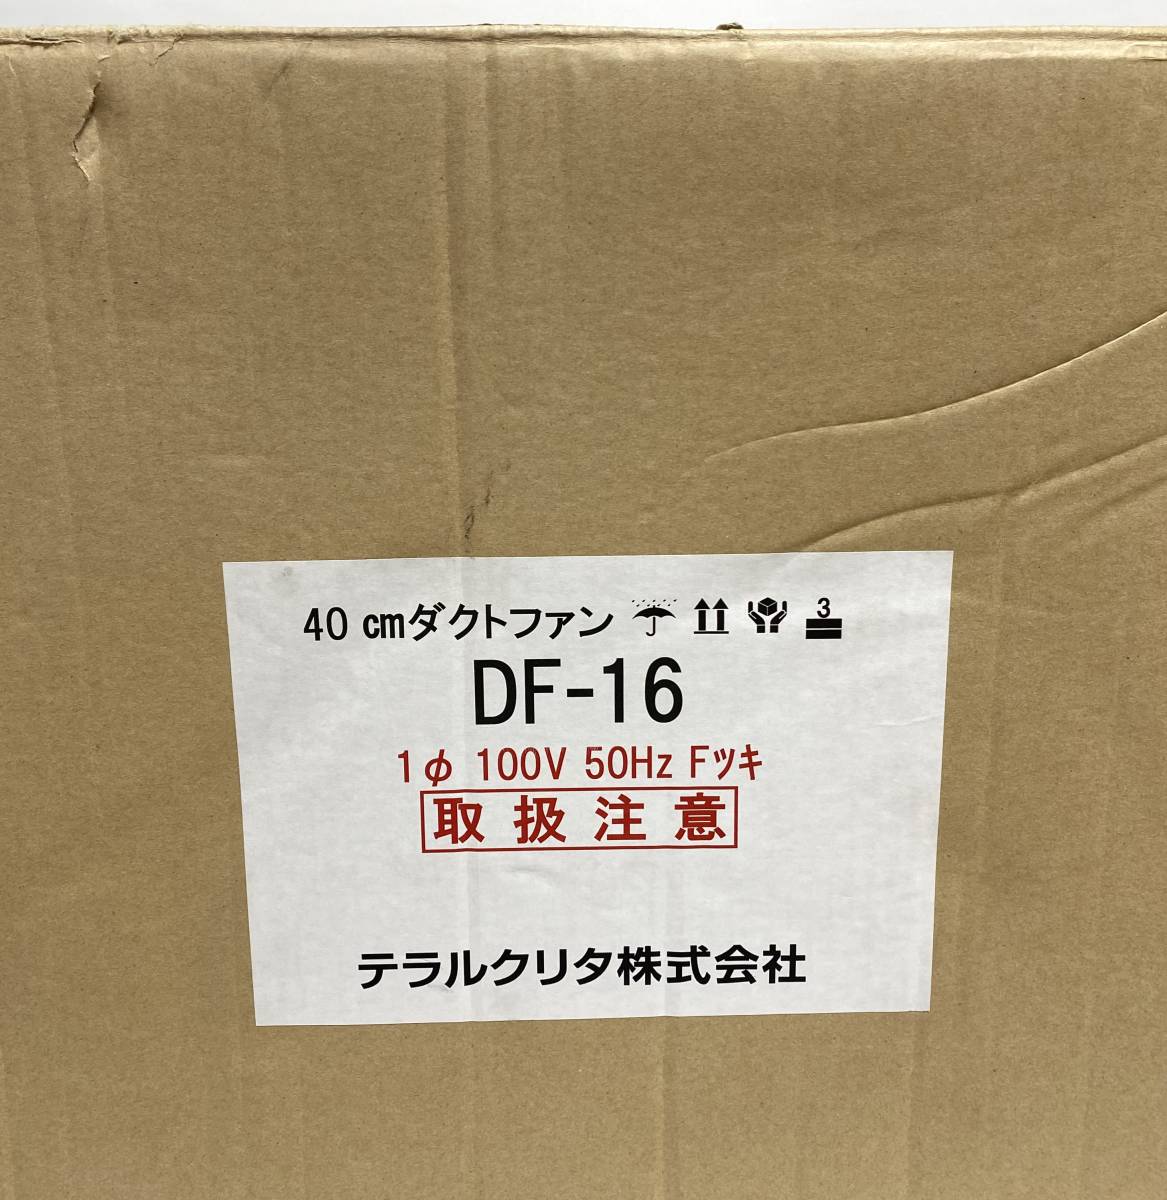 40 ㎝ダクトファン 3
DF-16
1φ 100V 50Hz Fツキ
取扱注意
テラルクリタ株式会社